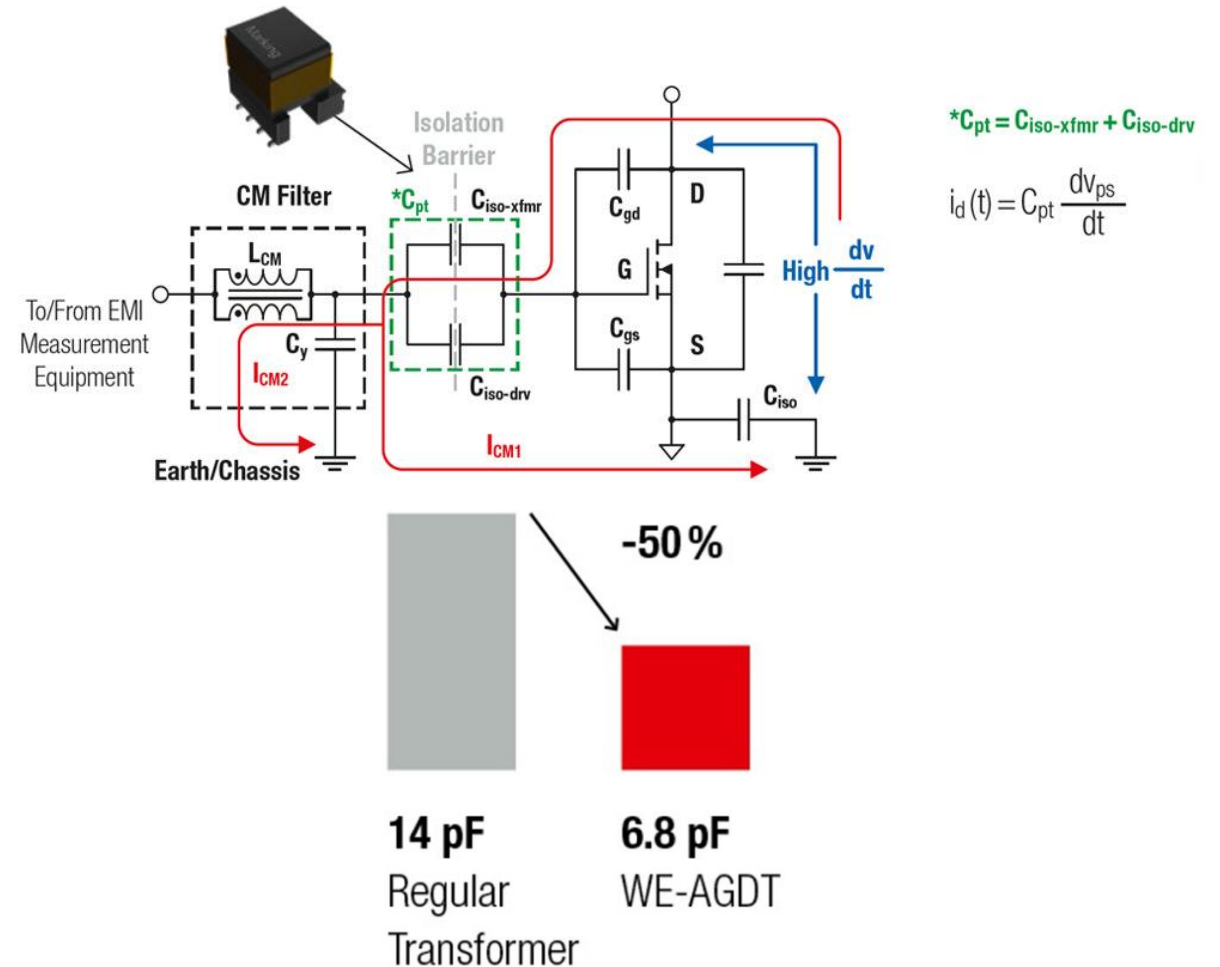 Marking
Isolation
Barrier
CM Filter
*Cpt
Ciso-xfmr
LCM
Cy
ICM2
To/From EMI
Measurement
Equipment
Earth/Chassis
Ciso-drv
ICM1
Cgd
D
G
Cgs
S
Ciso
High dv/dt
*Cpt = Ciso-xfmr + Ciso-drv
id (t) = Cpt dvps/dt
-50 %
14 pF
Regular
Transformer
6.8 pF
WE-AGDT